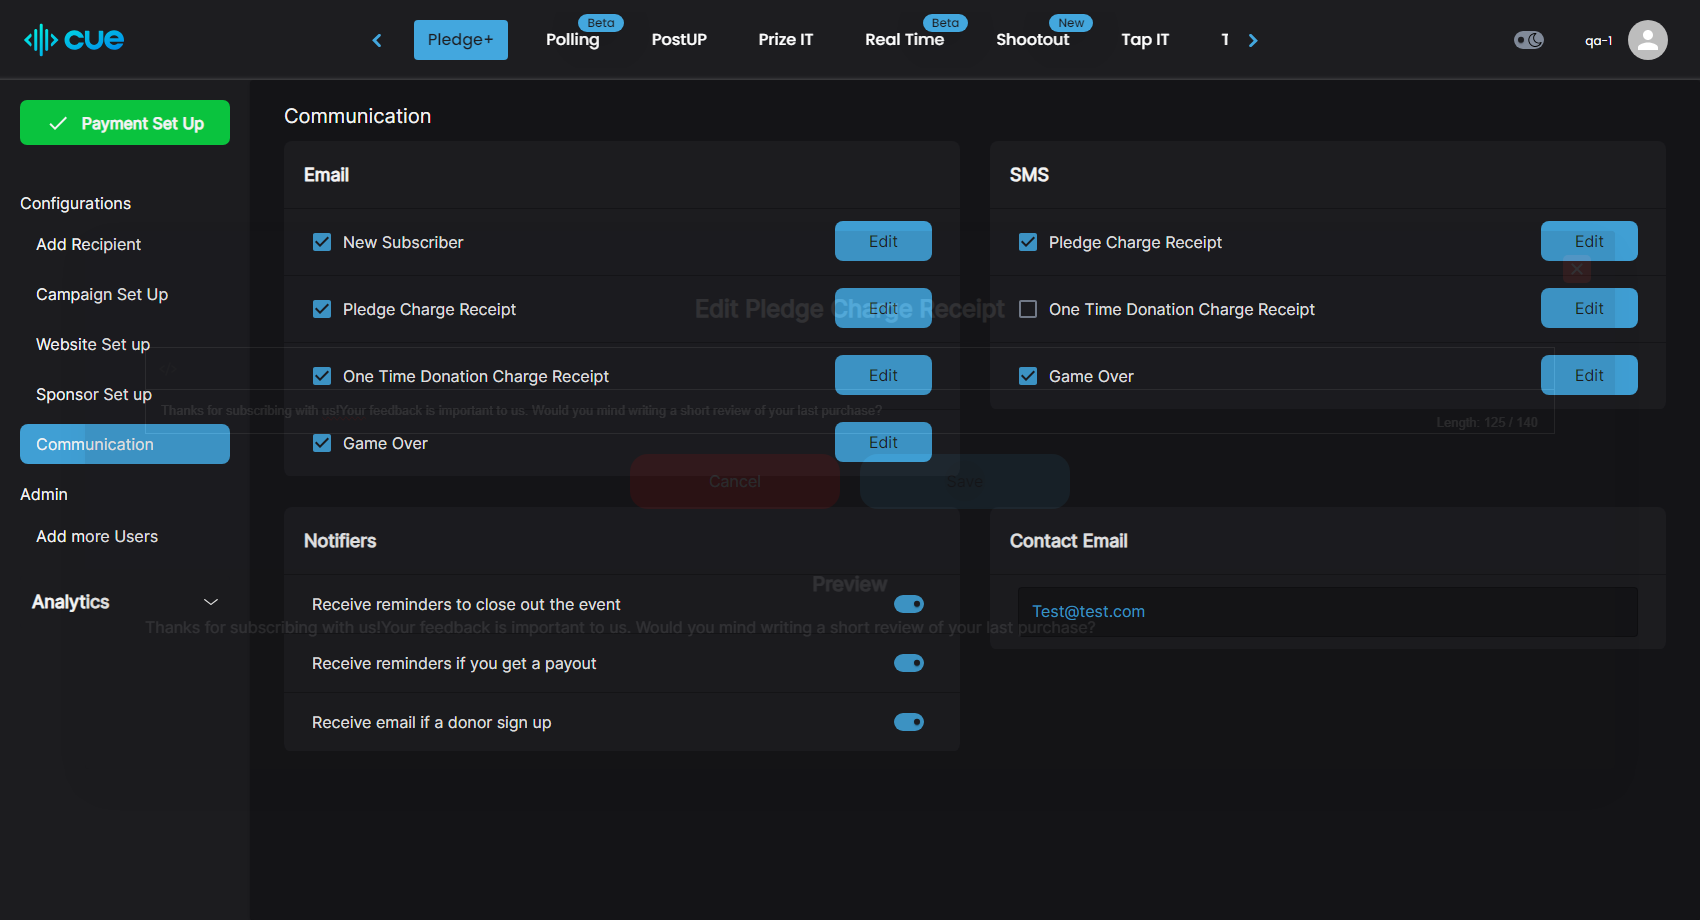 cue
Pledge+
Beta
Polling
PostUP
Prize IT
Beta
Real Time
New
Shootout
Tap IT
T
qa-1
Payment Set Up
Configurations
Add Recipient
Campaign Set Up
Website Set up
Sponsor Set up
Communication
Admin
Add more Users
Analytics
Communication
Email
New Subscriber
Edit
Pledge Charge Receipt
Edit
One Time Donation Charge Receipt
Edit
Game Over
Edit
SMS
Pledge Charge Receipt
Edit
One Time Donation Charge Receipt
Edit
Game Over
Edit
Notifiers
Receive reminders to close out the event
Receive reminders if you get a payout
Receive email if a donor sign up
Contact Email
Test@test.com
Edit Pledge Charge Receipt
Thanks for subscribing with us!Your feedback is important to us. Would you mind writing a short review of your last purchase?
Length: 125 / 140
Cancel
Save
Preview
Thanks for subscribing with us!Your feedback is important to us. Would you mind writing a short review of your last purchase?